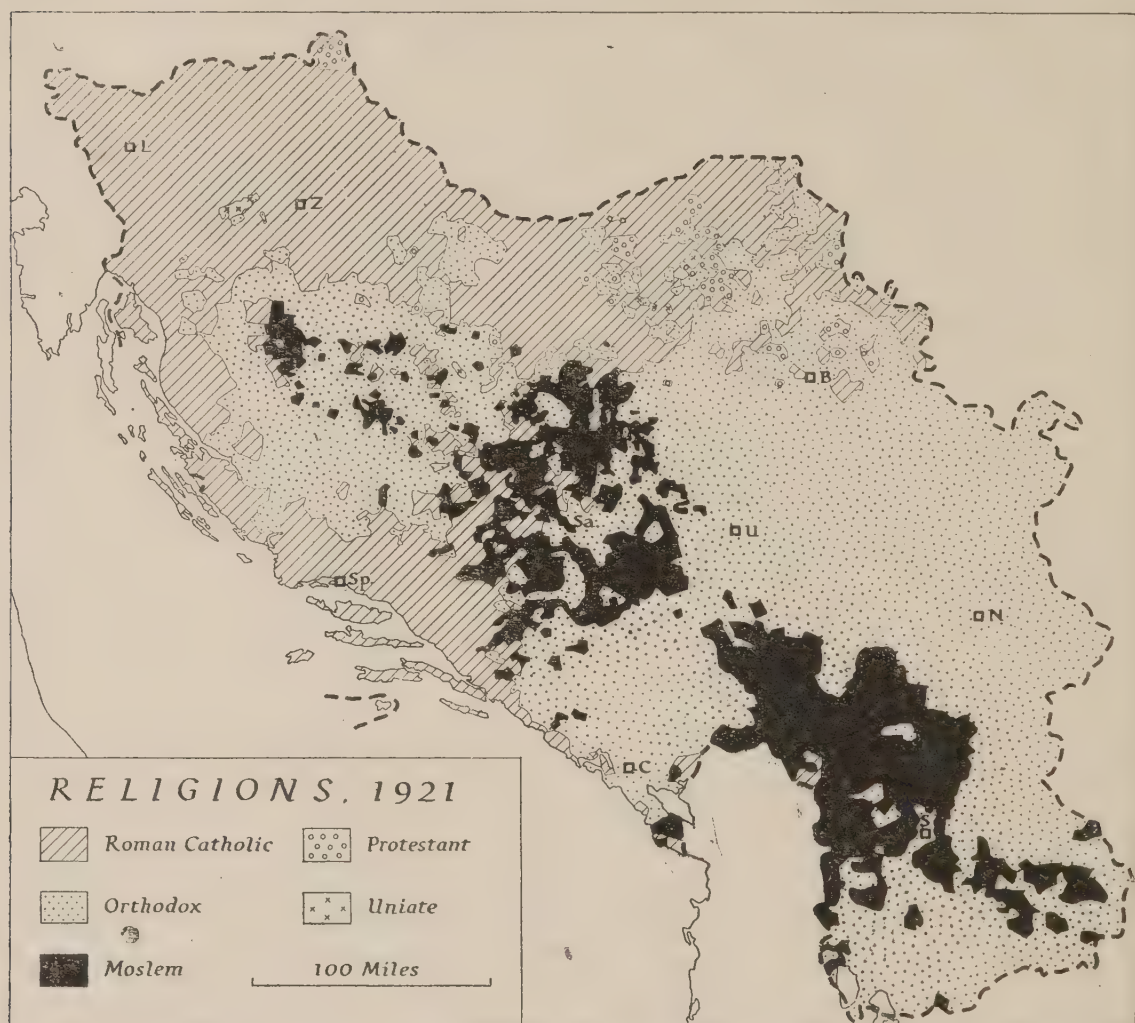 L
Z
B
Sa
U
Sp
N
C
S
RELIGIONS, 1921
Roman Catholic
Protestant
Orthodox
Uniate
Moslem
100 Miles